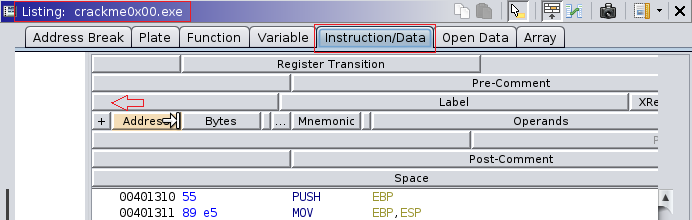 Listing: crackme0x00.exe
Address Break Plate Function Variable Instruction/Data Open Data Array
Register Transition
Pre-Comment
Label XRe
+ Addres Bytes ... Mnemonic Operands
Post-Comment
Space
00401310 55 PUSH EBP
00401311 89 e5 MOV EBP,ESP